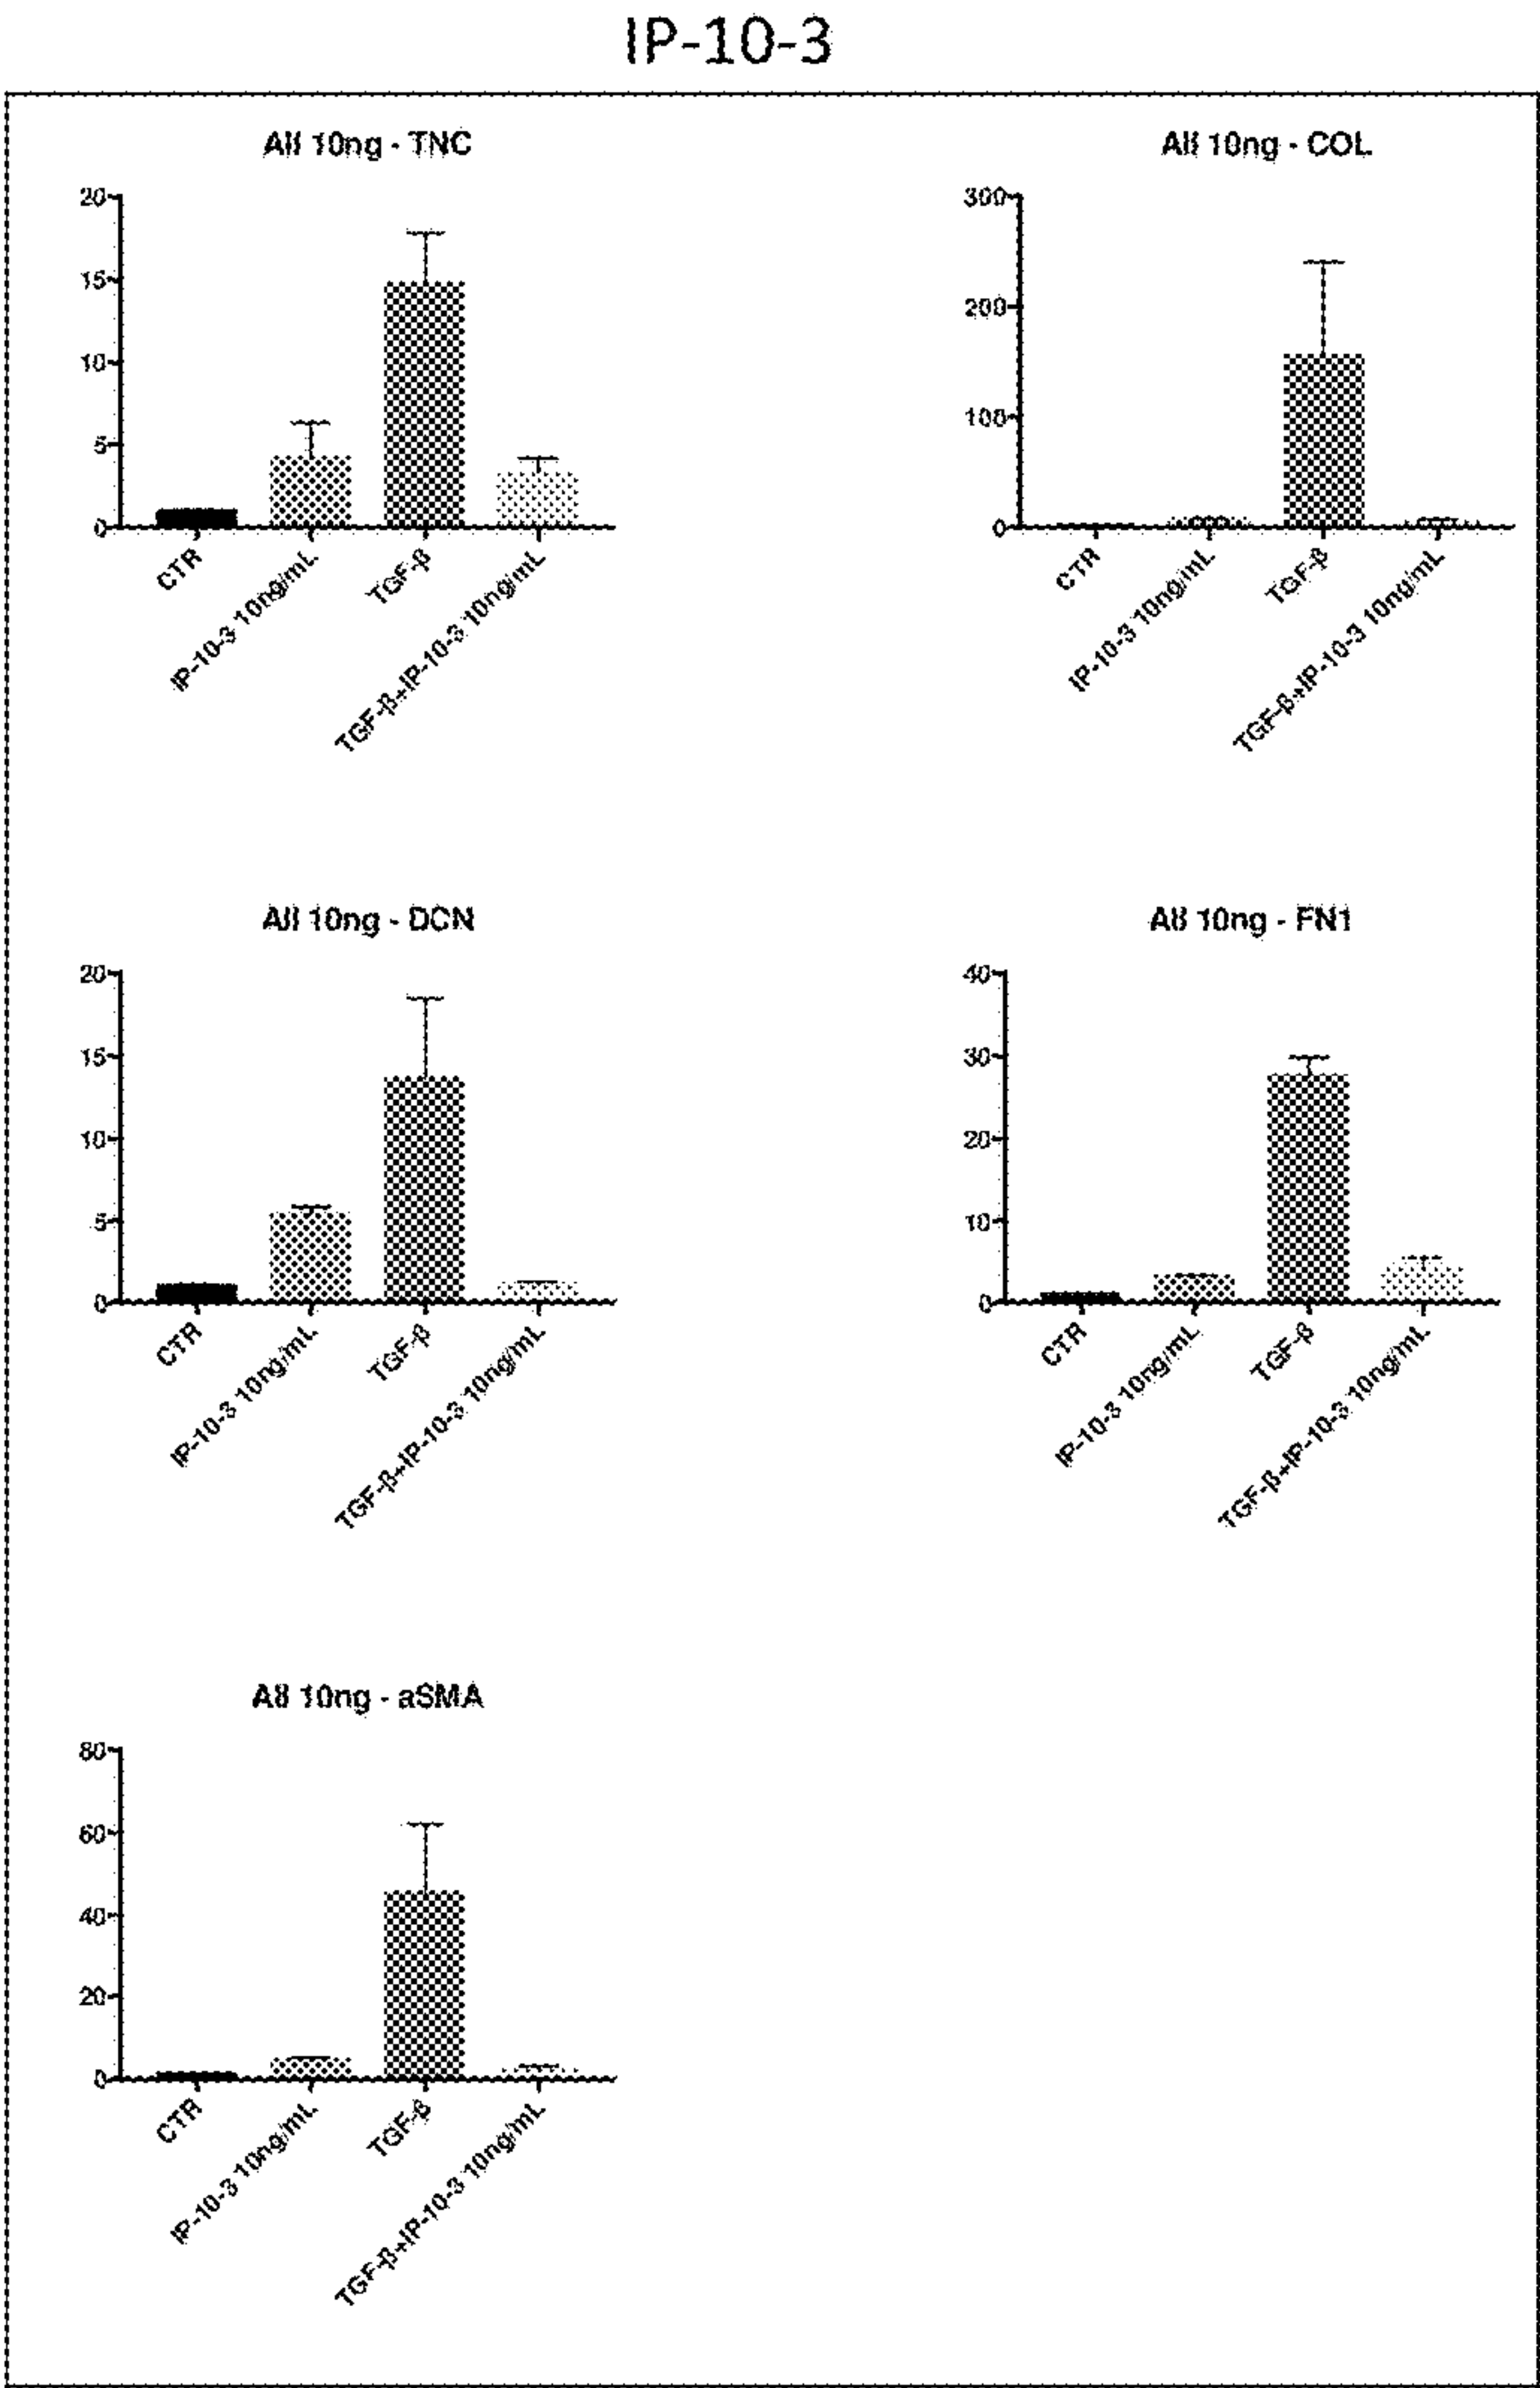 IP-10-3
All 10ng - TNC
20
15
10
5
0
CTR
IP-10-3 10ng/mL
TGF-β
TGF-β+IP-10-3 10ng/mL
All 10ng - COL
300
200
100
0
CTR
IP-10-3 10ng/mL
TGF-β
TGF-β+IP-10-3 10ng/mL
All 10ng - DCN
20
15
10
5
0
CTR
IP-10-3 10ng/mL
TGF-β
TGF-β+IP-10-3 10ng/mL
All 10ng - FN1
40
30
20
10
0
CTR
IP-10-3 10ng/mL
TGF-β
TGF-β+IP-10-3 10ng/mL
All 10ng - aSMA
80
60
40
20
0
CTR
IP-10-3 10ng/mL
TGF-β
TGF-β+IP-10-3 10ng/mL